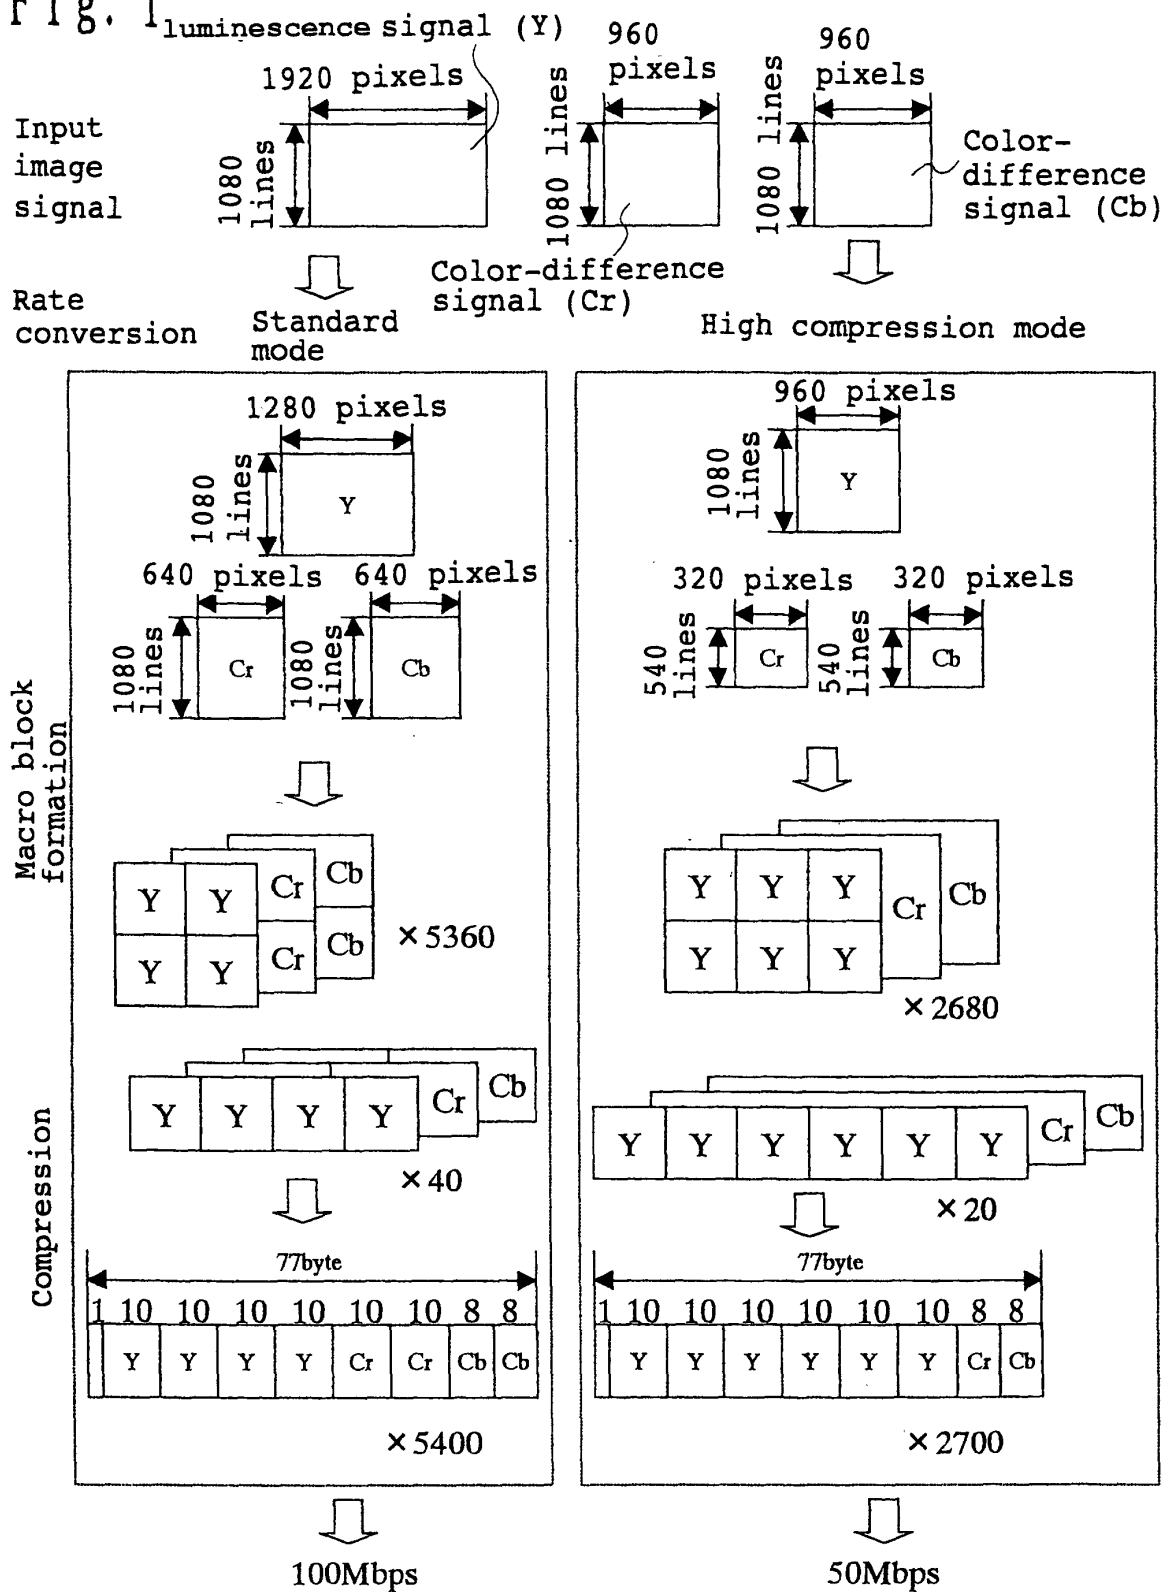 Fig. 1
luminescence signal (Y)
960
pixels
960
pixels
1920 pixels
Input
image
signal
1080
lines
1080 lines
1080 lines
Color-
difference
signal (Cb)
Color-difference
signal (Cr)
Rate
conversion
Standard
mode
High compression mode
1280 pixels
1080
lines
Y
640 pixels
640 pixels
1080
lines
Cr
1080
lines
Cb
960 pixels
1080
lines
Y
320 pixels
320 pixels
540
lines
Cr
540
lines
Cb
Macro block
formation
Y Y Cr Cb
Y Y Cr Cb
×5360
Y Y Y Cr Cb
Y Y Y
×2680
Compression
Y Y Y Y Cr Cb
×40
Y Y Y Y Y Y Cr Cb
×20
77byte
1 10 10 10 10 10 10 8 8
Y Y Y Y Cr Cr Cb Cb
×5400
77byte
1 10 10 10 10 10 10 8 8
Y Y Y Y Y Y Cr Cb
×2700
100Mbps
50Mbps